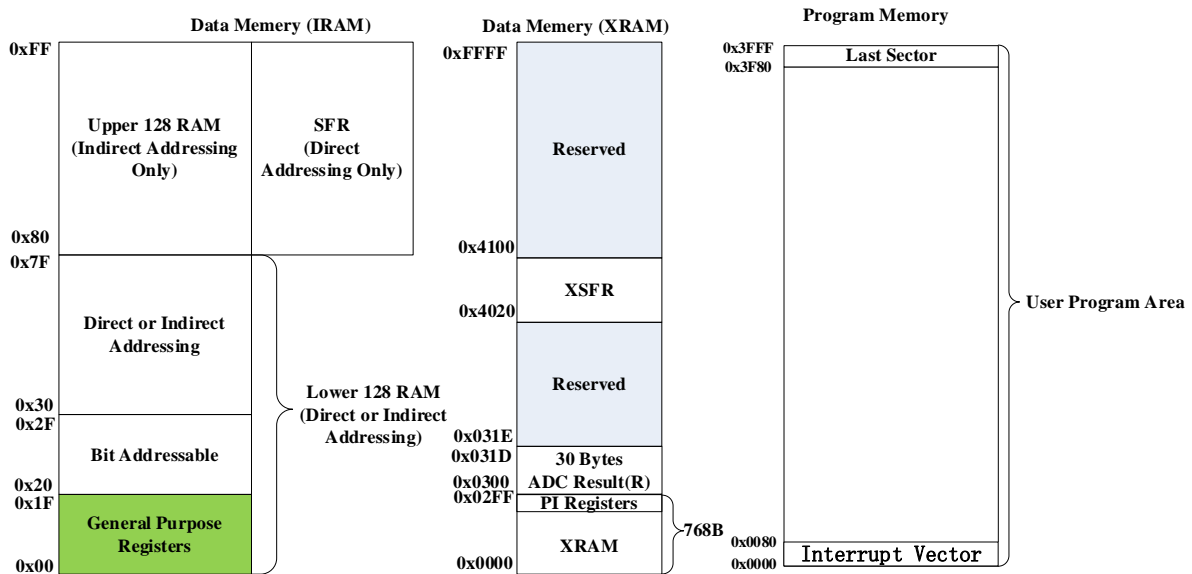 Data Memery (IRAM)
0xFF
Upper 128 RAM
(Indirect Addressing
Only)
SFR
(Direct
Addressing Only)
0x80
0x7F
Direct or Indirect
Addressing
0x30
0x2F
Bit Addressable
0x20
0x1F
General Purpose
Registers
0x00
Lower 128 RAM
(Direct or Indirect
Addressing)
Data Memery (XRAM)
0xFFFF
Reserved
0x4100
XSFR
0x4020
Reserved
0x031E
0x031D
30 Bytes
ADC Result(R)
0x0300
0x02FF
PI Registers
768B
XRAM
0x0000
Program Memory
0x3FFF
Last Sector
0x3F80
User Program Area
0x0080
Interrupt Vector
0x0000